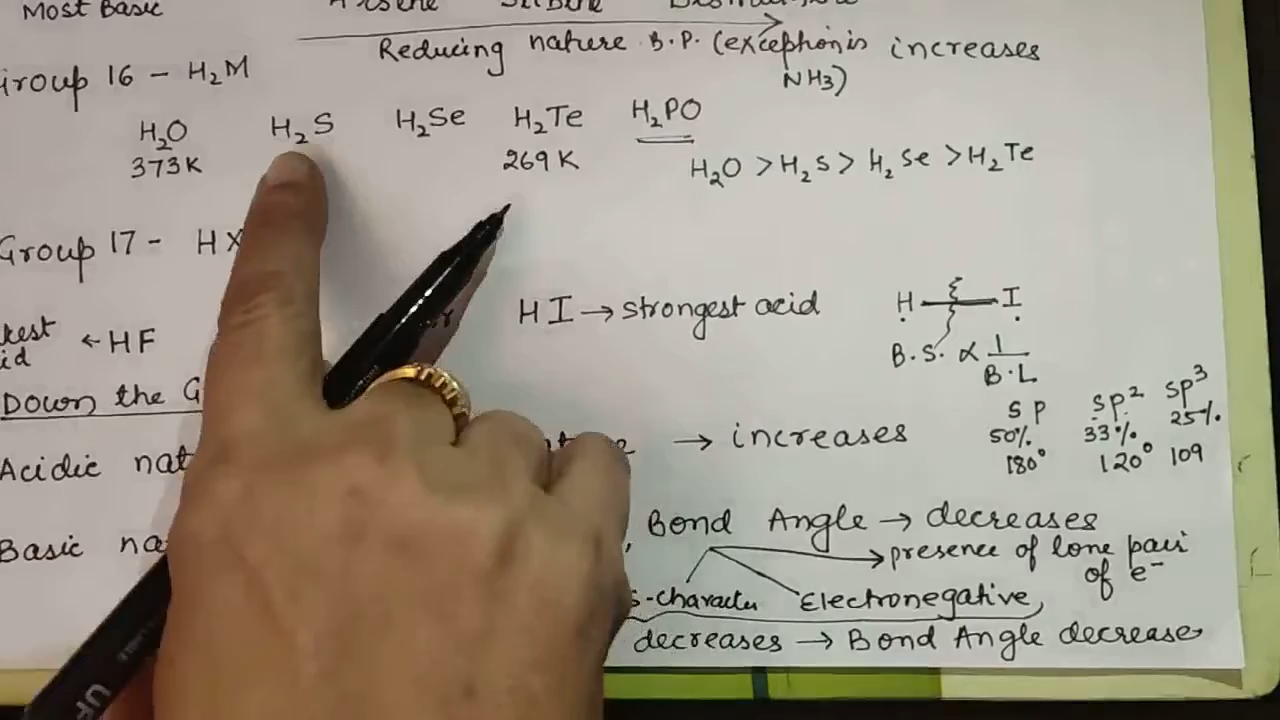 Most Basic
Reducing nature B.P. (exception is increases
NH3)
Group 16 - H2M
H2O H2S H2Se H2Te H2PO
373K 269K
H2O > H2S > H2Se > H2Te
Group 17 - HX
HI → strongest acid
H I
← HF
B.S. ∝ 1/B.L
Down the G
SP SP2 SP3
50% 33% 25%
180° 120° 109
Acidic nat
→ increases
Basic na
, Bond Angle → decreases
→ presence of lone pair
of e-
s-character Electronegative
decreases → Bond Angle decreases